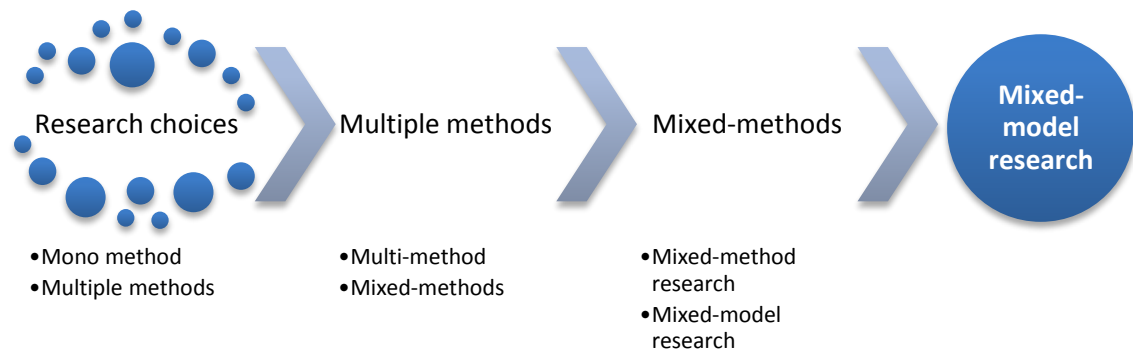 Research choices
Multiple methods
Mixed-methods
Mixed-
model
research
•Mono method
•Multiple methods
•Multi-method
•Mixed-methods
•Mixed-method
research
•Mixed-model
research